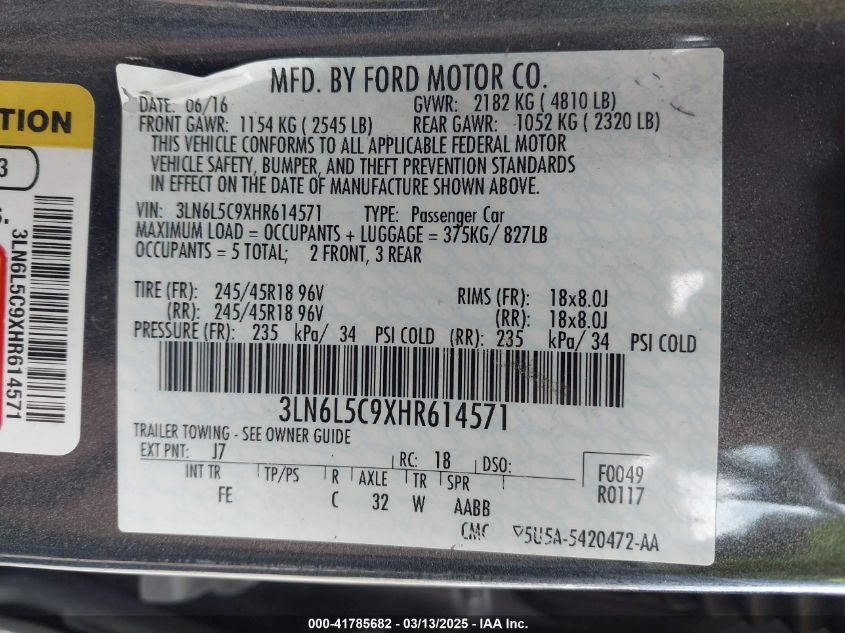 MFD. BY FORD MOTOR CO.
DATE: 06/16 GVWR: 2182 KG ( 4810 LB)
FRONT GAWR: 1154 KG ( 2545 LB) REAR GAWR: 1052 KG ( 2320 LB)
THIS VEHICLE CONFORMS TO ALL APPLICABLE FEDERAL MOTOR
VEHICLE SAFETY, BUMPER, AND THEFT PREVENTION STANDARDS
IN EFFECT ON THE DATE OF MANUFACTURE SHOWN ABOVE.
VIN: 3LN6L5C9XHR614571 TYPE: Passenger Car
MAXIMUM LOAD = OCCUPANTS + LUGGAGE = 375KG/ 827LB
OCCUPANTS = 5 TOTAL; 2 FRONT, 3 REAR
TIRE (FR): 245/45R18 96V RIMS (FR): 18x8.0J
(RR): 245/45R18 96V (RR): 18x8.0J
PRESSURE (FR): 235 kPa/ 34 PSI COLD (RR): 235 kPa/ 34 PSI COLD
3LN6L5C9XHR614571
TRAILER TOWING - SEE OWNER GUIDE
EXT PNT: J7 RC: 18 DSO: F0049
INT TR TP/PS R AXLE TR SPR R0117
FE C 32 W AABB
CMC 5U5A-5420472-AA
TION
3
S.
3LN6L5C9XHR614571
000-41785682 - 03/13/2025 - IAA Inc.